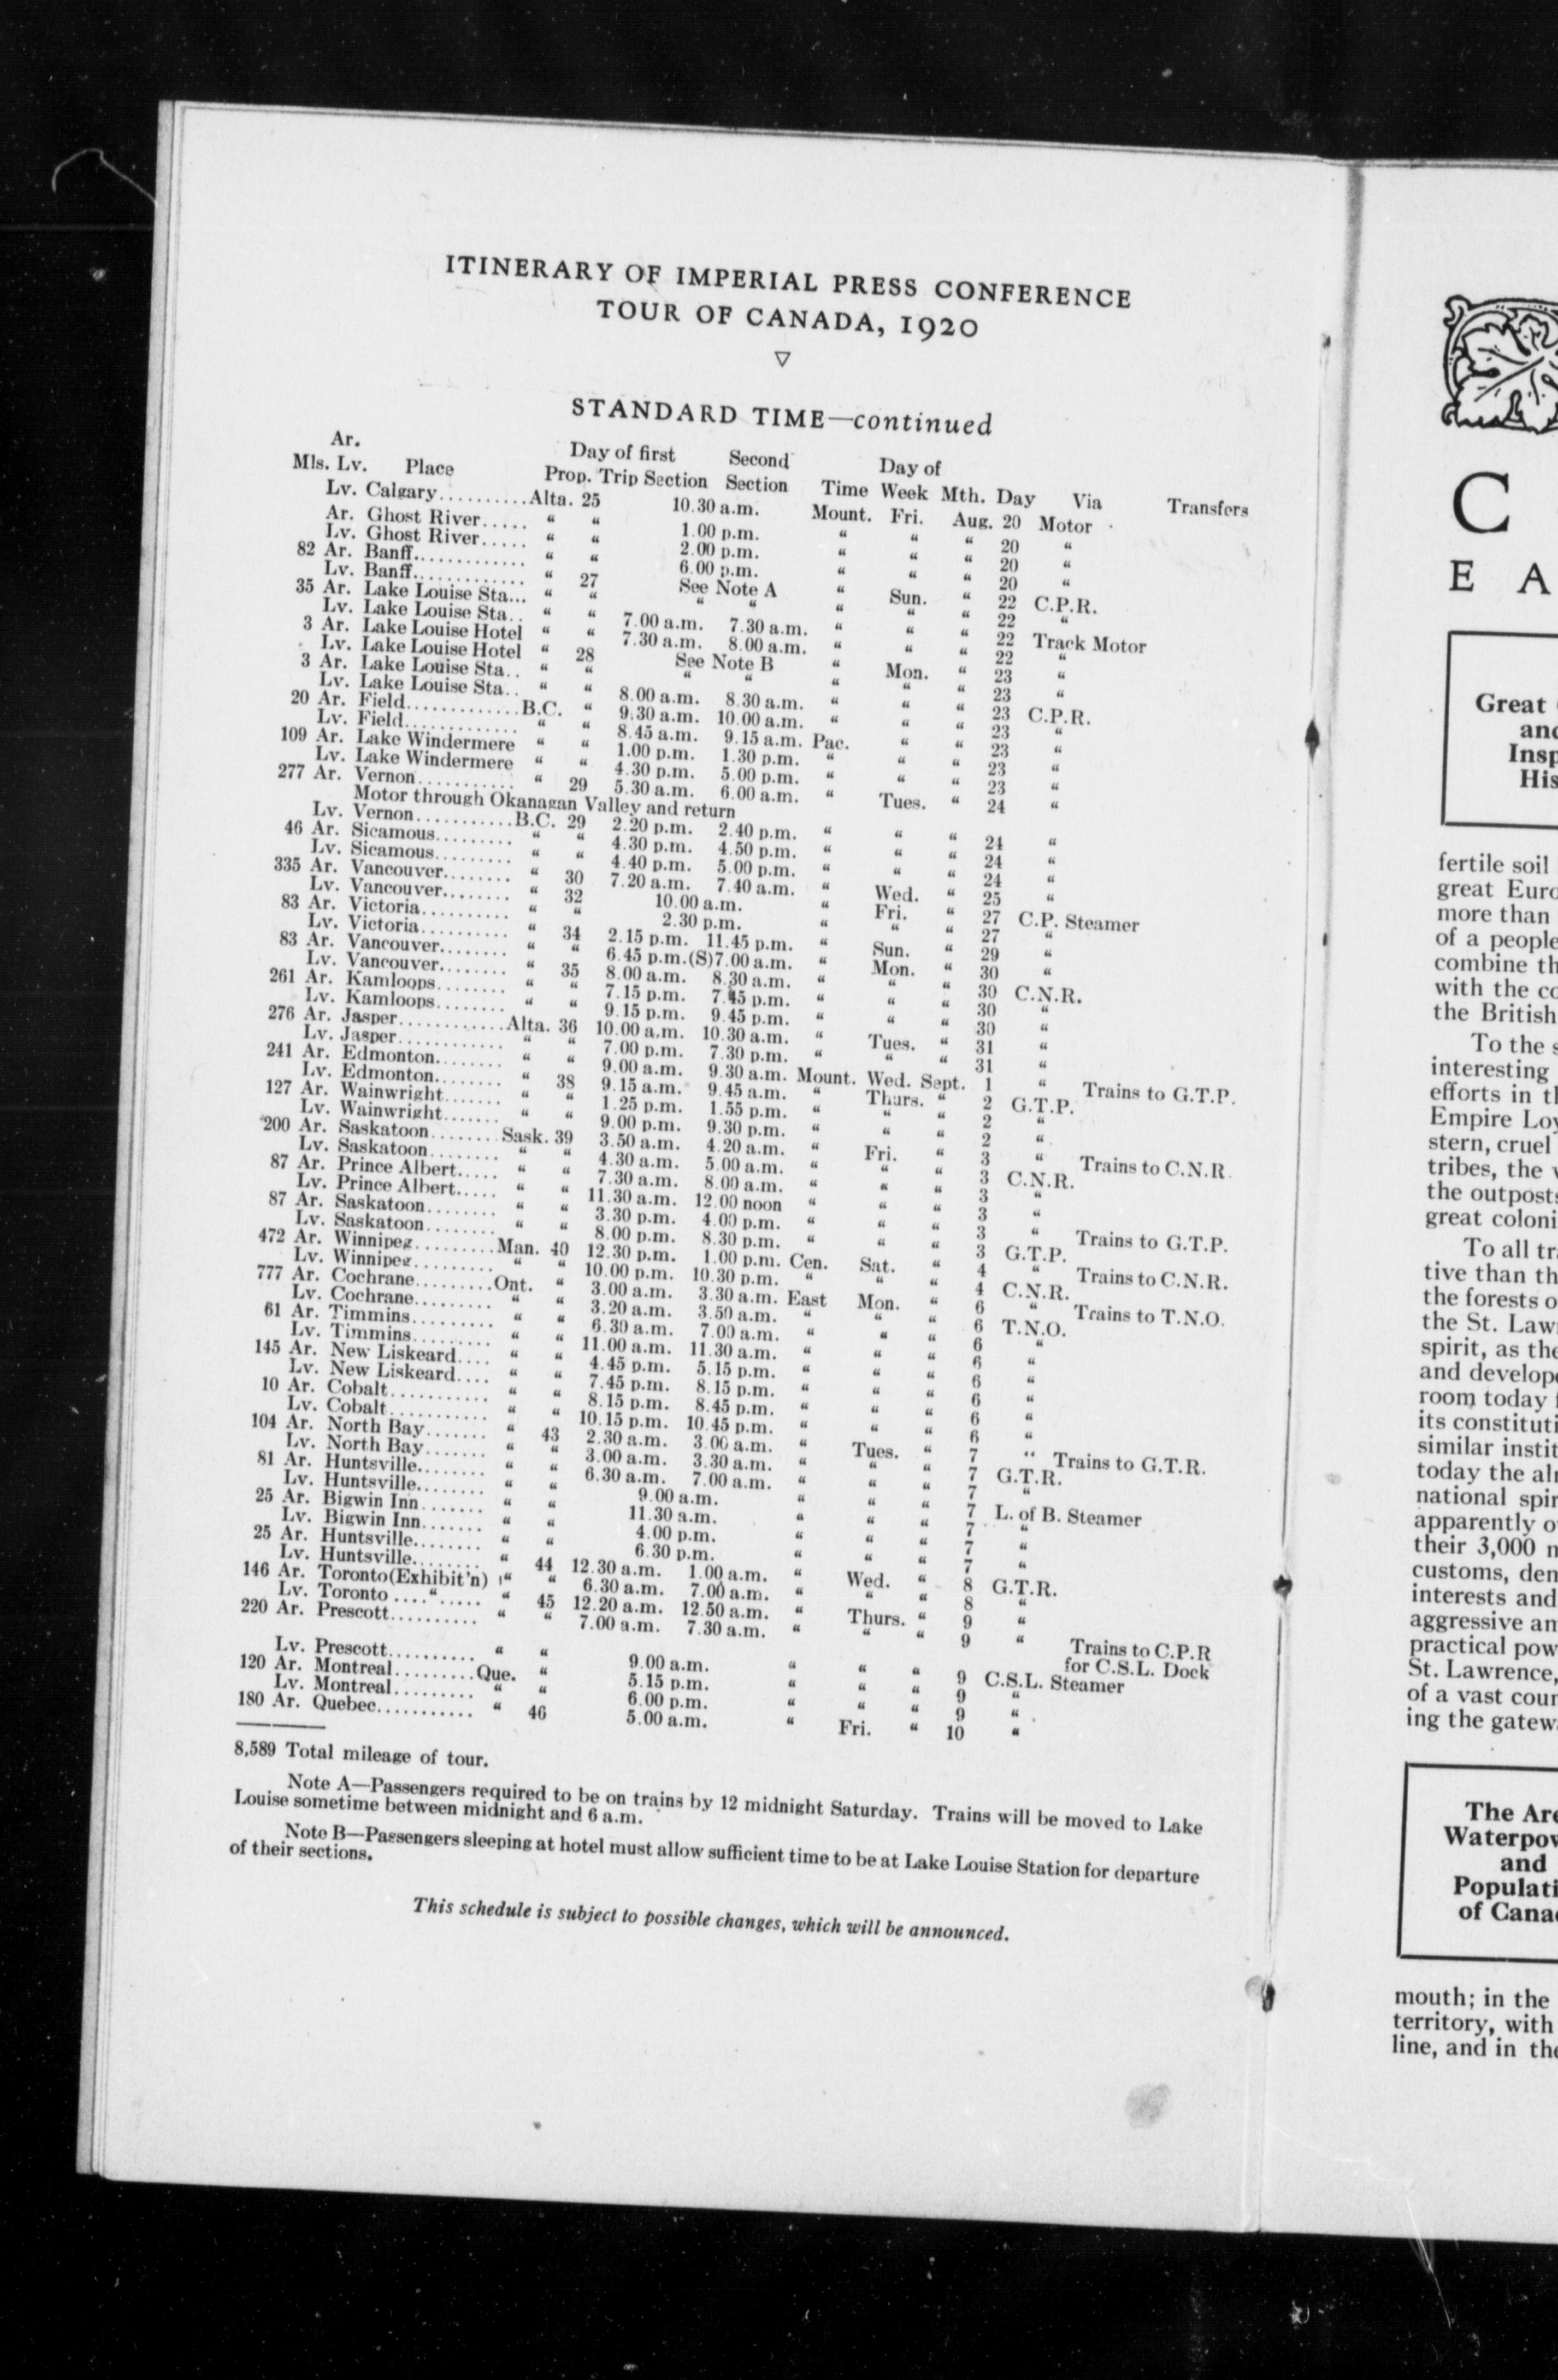 ITINERARY OF IMPERIAL PRESS CONFERENCE
TOUR OF CANADA, 1920
STANDARD TIME—continued
Ar. Day of first Second Day of
Mls. Lv. Place Prop. Trip Section Section Time Week Mth. Day Via Transfers
Lv. Calgary..........Alta. 25 10.30 a.m. Mount. Fri. Aug. 20 Motor
Ar. Ghost River..... “ “ 1.00 p.m. “ “ “ 20 “
Lv. Ghost River..... “ “ 2.00 p.m. “ “ “ 20 “
82 Ar. Banff............. “ “ 6.00 p.m. “ “ “ 20 “
Lv. Banff............. “ 27 See Note A “ Sun. “ 22 C.P.R.
35 Ar. Lake Louise Sta... “ “ “ “ “ “ “ 22 “
Lv. Lake Louise Sta.. “ “ 7.00 a.m. 7.30 a.m. “ “ “ 22 Track Motor
3 Ar. Lake Louise Hotel “ “ 7.30 a.m. 8.00 a.m. “ “ “ 22 “
Lv. Lake Louise Hotel “ 28 See Note B “ Mon. “ 23 “
3 Ar. Lake Louise Sta.. “ “ “ “ “ “ “ 23 “
Lv. Lake Louise Sta.. “ “ 8.00 a.m. 8.30 a.m. “ “ “ 23 C.P.R.
20 Ar. Field.............B.C. “ 9.30 a.m. 10.00 a.m. “ “ “ 23 “
Lv. Field............. “ “ 8.45 a.m. 9.15 a.m. Pac. “ “ 23 “
109 Ar. Lake Windermere “ “ 1.00 p.m. 1.30 p.m. “ “ “ 23 “
Lv. Lake Windermere “ “ 4.30 p.m. 5.00 p.m. “ “ “ 23 “
277 Ar. Vernon........... “ 29 5.30 a.m. 6.00 a.m. “ Tues. “ 24 “
Motor through Okanagan Valley and return
Lv. Vernon...........B.C. 29 2.20 p.m. 2.40 p.m. “ “ “ 24 “
46 Ar. Sicamous......... “ “ 4.30 p.m. 4.50 p.m. “ “ “ 24 “
Lv. Sicamous......... “ “ 4.40 p.m. 5.00 p.m. “ “ “ 24 “
335 Ar. Vancouver........ “ 30 7.20 a.m. 7.40 a.m. “ Wed. “ 25 “
Lv. Vancouver........ “ 32 10.00 a.m. “ Fri. “ 27 C.P. Steamer
83 Ar. Victoria.......... “ “ 2.30 p.m. “ “ “ 27 “
Lv. Victoria.......... “ 34 2.15 p.m. 11.45 p.m. “ Sun. “ 29 “
83 Ar. Vancouver........ “ “ 6.45 p.m.(S)7.00 a.m. “ Mon. “ 30 “
Lv. Vancouver........ “ 35 8.00 a.m. 8.30 a.m. “ “ “ 30 C.N.R.
261 Ar. Kamloops........ “ “ 7.15 p.m. 7.45 p.m. “ “ “ 30 “
Lv. Kamloops........ “ “ 9.15 p.m. 9.45 p.m. “ “ “ 30 “
276 Ar. Jasper............Alta. 36 10.00 a.m. 10.30 a.m. “ Tues. “ 31 “
Lv. Jasper............ “ “ 7.00 p.m. 7.30 p.m. “ “ “ 31 “
241 Ar. Edmonton........ “ “ 9.00 a.m. 9.30 a.m. Mount. Wed. Sept. 1 “ Trains to G.T.P.
Lv. Edmonton........ “ 38 9.15 a.m. 9.45 a.m. “ Thurs. “ 2 G.T.P.
127 Ar. Wainwright....... “ “ 1.25 p.m. 1.55 p.m. “ “ “ 2 “
Lv. Wainwright....... “ “ 9.00 p.m. 9.30 p.m. “ “ “ 2 “
200 Ar. Saskatoon........Sask. 39 3.50 a.m. 4.20 a.m. “ Fri. “ 3 “ Trains to C.N.R.
Lv. Saskatoon........ “ “ 4.30 a.m. 5.00 a.m. “ “ “ 3 C.N.R.
87 Ar. Prince Albert..... “ “ 7.30 a.m. 8.00 a.m. “ “ “ 3 “
Lv. Prince Albert..... “ “ 11.30 a.m. 12.00 noon “ “ “ 3 “
87 Ar. Saskatoon........ “ “ 3.30 p.m. 4.00 p.m. “ “ “ 3 “ Trains to G.T.P.
Lv. Saskatoon........ “ “ 8.00 p.m. 8.30 p.m. “ “ “ 3 G.T.P.
472 Ar. Winnipeg.........Man. 40 12.30 p.m. 1.00 p.m. Cen. Sat. “ 4 “ Trains to C.N.R.
Lv. Winnipeg......... “ “ 10.00 p.m. 10.30 p.m. “ “ “ 4 C.N.R.
777 Ar. Cochrane.........Ont. “ 3.00 a.m. 3.30 a.m. East Mon. “ 6 “ Trains to T.N.O.
Lv. Cochrane......... “ “ 3.20 a.m. 3.50 a.m. “ “ “ 6 T.N.O.
61 Ar. Timmins.......... “ “ 6.30 a.m. 7.00 a.m. “ “ “ 6 “
Lv. Timmins.......... “ “ 11.00 a.m. 11.30 a.m. “ “ “ 6 “
145 Ar. New Liskeard.... “ “ 4.45 p.m. 5.15 p.m. “ “ “ 6 “
Lv. New Liskeard.... “ “ 7.45 p.m. 8.15 p.m. “ “ “ 6 “
10 Ar. Cobalt............ “ “ 8.15 p.m. 8.45 p.m. “ “ “ 6 “
Lv. Cobalt............ “ “ 10.15 p.m. 10.45 p.m. “ “ “ 6 “
104 Ar. North Bay....... “ 43 2.30 a.m. 3.00 a.m. “ Tues. “ 7 “ Trains to G.T.R.
Lv. North Bay....... “ “ 3.00 a.m. 3.30 a.m. “ “ “ 7 G.T.R.
81 Ar. Huntsville........ “ “ 6.30 a.m. 7.00 a.m. “ “ “ 7 “
Lv. Huntsville........ “ “ 9.00 a.m. “ “ “ 7 L. of B. Steamer
25 Ar. Bigwin Inn....... “ “ 11.30 a.m. “ “ “ 7 “
Lv. Bigwin Inn....... “ “ 4.00 p.m. “ “ “ 7 “
25 Ar. Huntsville........ “ “ 6.30 p.m. “ “ “ 7 “
Lv. Huntsville........ “ 44 12.30 a.m. 1.00 a.m. “ Wed. “ 8 G.T.R.
146 Ar. Toronto(Exhibit'n) “ “ 6.30 a.m. 7.00 a.m. “ “ “ 8 “
Lv. Toronto ....“..... “ 45 12.20 a.m. 12.50 a.m. “ Thurs. “ 9 “
220 Ar. Prescott.......... “ “ 7.00 a.m. 7.30 a.m. “ “ “ 9 “ Trains to C.P.R
for C.S.L. Dock
Lv. Prescott.......... “ “ 9.00 a.m. “ “ “ 9 C.S.L. Steamer
120 Ar. Montreal.........Que. “ 5.15 p.m. “ “ “ 9 “
Lv. Montreal......... “ “ 6.00 p.m. “ “ “ 9 “
180 Ar. Quebec........... “ 46 5.00 a.m. “ Fri. “ 10 “
8,589 Total mileage of tour.
Note A—Passengers required to be on trains by 12 midnight Saturday. Trains will be moved to Lake
Louise sometime between midnight and 6 a.m.
Note B—Passengers sleeping at hotel must allow sufficient time to be at Lake Louise Station for departure
of their sections.
This schedule is subject to possible changes, which will be announced.
C
E A
Great
and
Insp
His
fertile soil
great Euro
more than
of a people
combine th
with the co
the British
To the s
interesting
efforts in th
Empire Loy
stern, cruel
tribes, the w
the outposts
great coloni
To all tra
tive than th
the forests o
the St. Lawr
spirit, as the
and develope
room today f
its constituti
similar instit
today the alm
national spir
apparently o
their 3,000 m
customs, den
interests and
aggressive an
practical pow
St. Lawrence,
of a vast coun
ing the gatew
The Are
Waterpow
and
Populati
of Canad
mouth; in the
territory, with
line, and in the